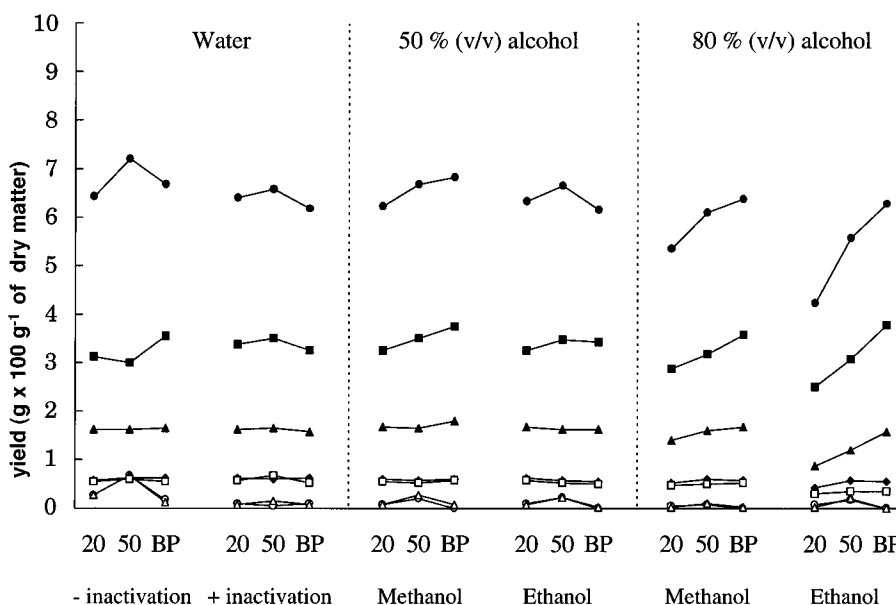 Water 50 % (v/v) alcohol 80 % (v/v) alcohol
yield (g x 100 g⁻¹ of dry matter)
10
9
8
7
6
5
4
3
2
1
0
20 50 BP 20 50 BP 20 50 BP 20 50 BP 20 50 BP 20 50 BP
- inactivation + inactivation Methanol Ethanol Methanol Ethanol